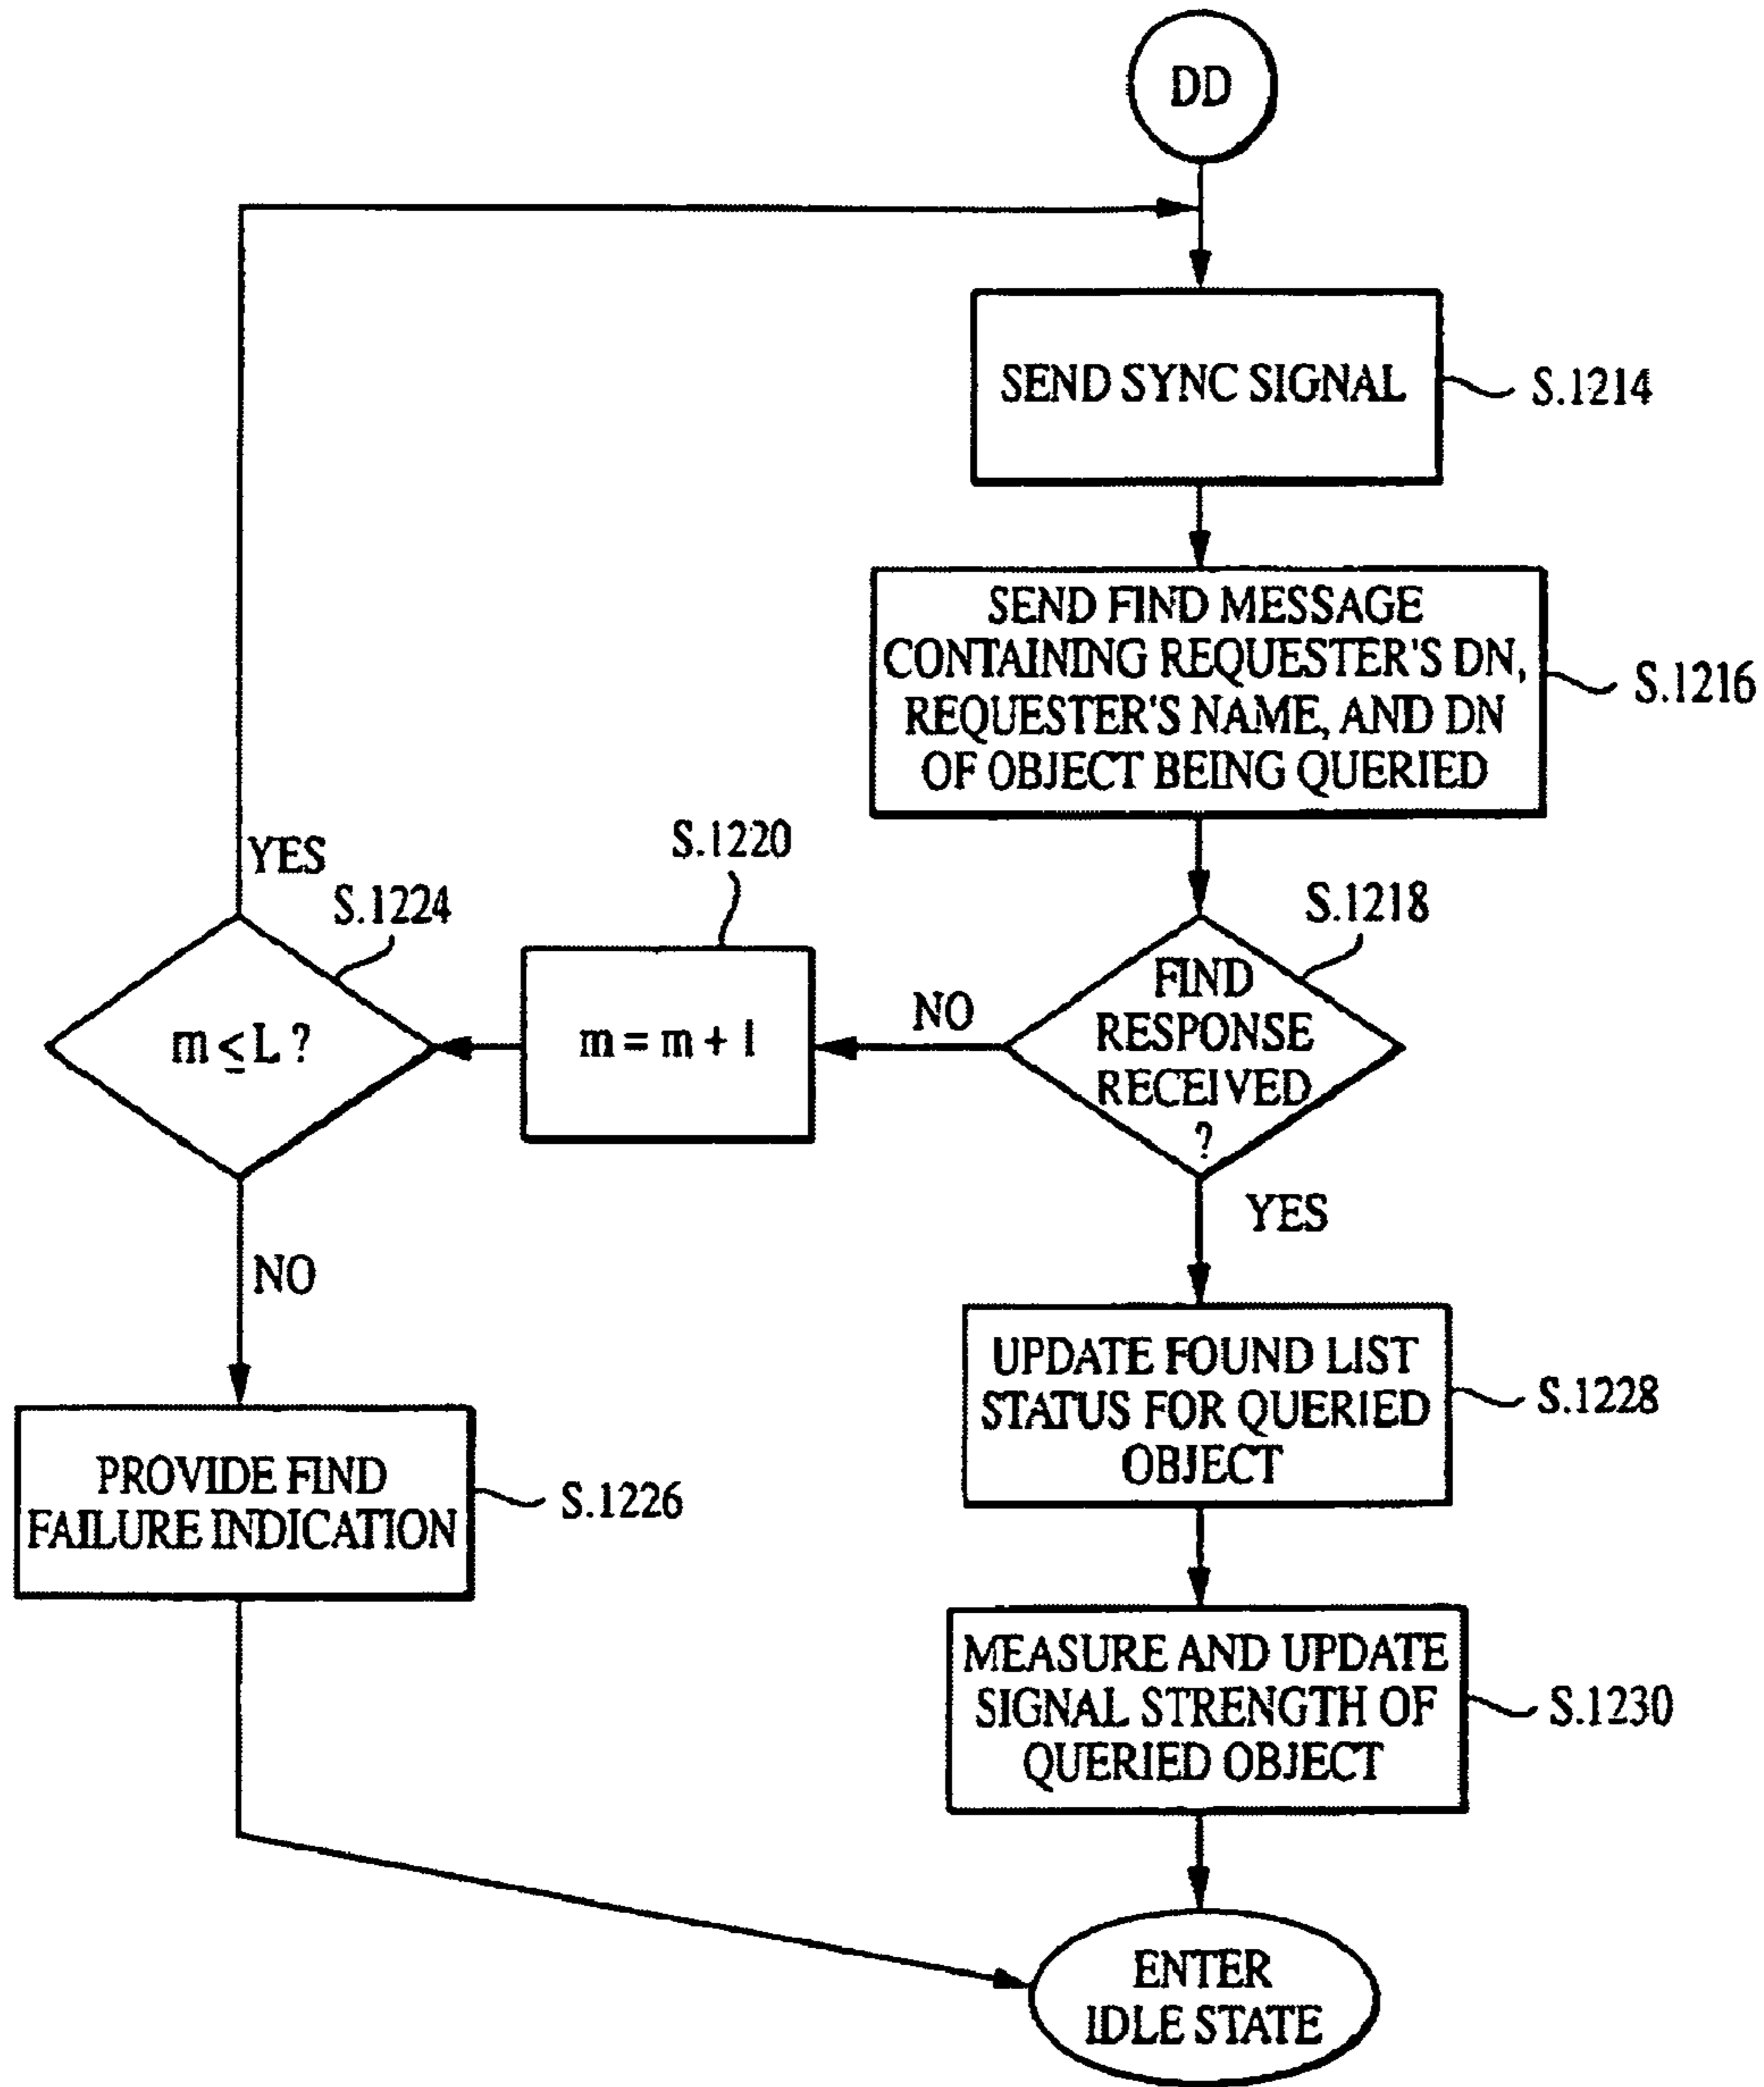 DD
SEND SYNC SIGNAL
S.1214
SEND FIND MESSAGE
CONTAINING REQUESTER'S DN,
REQUESTER'S NAME, AND DN
OF OBJECT BEING QUERIED
S.1216
S.1220
YES
S.1224
S.1218
FIND
RESPONSE
RECEIVED
?
NO
m = m + 1
m ≤ L ?
YES
NO
UPDATE FOUND LIST
STATUS FOR QUERIED
OBJECT
S.1228
PROVIDE FIND
FAILURE INDICATION
S.1226
MEASURE AND UPDATE
SIGNAL STRENGTH OF
QUERIED OBJECT
S.1230
ENTER
IDLE STATE